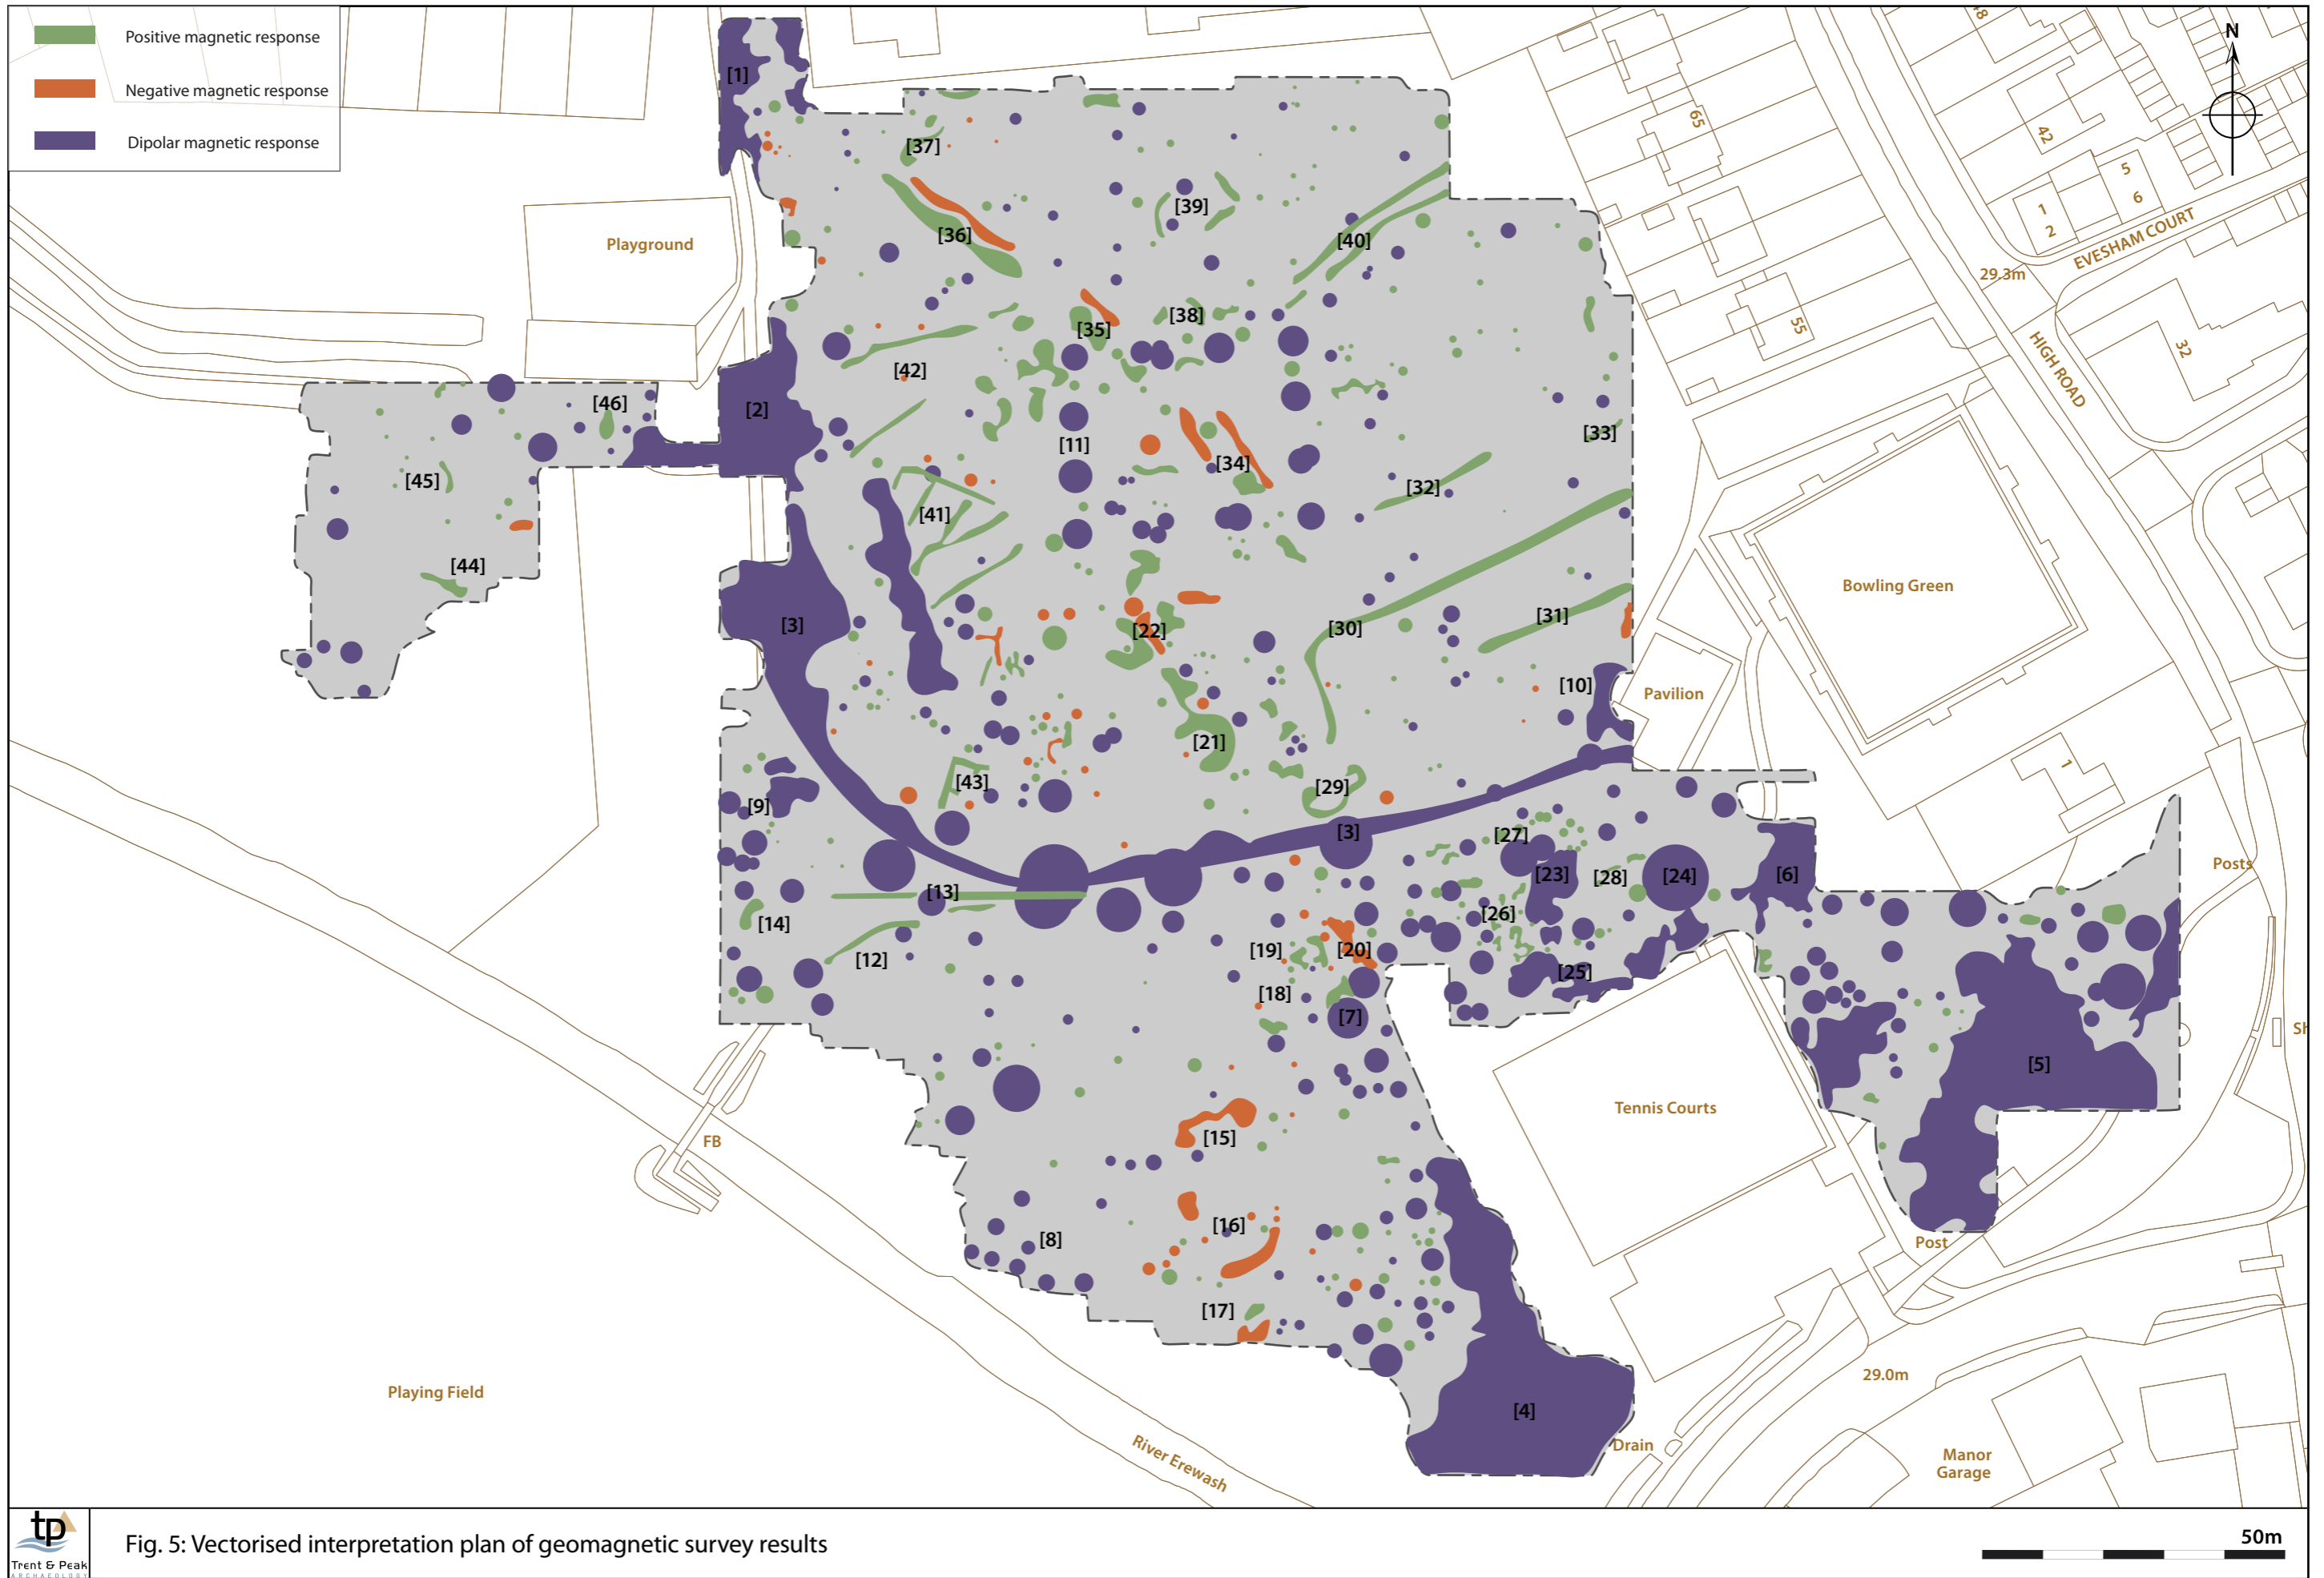 Positive magnetic response
Negative magnetic response
Dipolar magnetic response
[1]
N
48
65
42
5
6
1
2
EVESHAM COURT
29.3m
[37]
[39]
[36]
[40]
Playground
HIGH ROAD
32
55
[35]
[38]
[42]
[46]
[2]
[11]
[33]
[45]
[34]
[32]
[41]
[44]
Bowling Green
[3]
[22]
[30]
[31]
[10]
Pavilion
[21]
[43]
[29]
[9]
1
[3]
[27]
Posts
[13]
[23]
[28]
[24]
[6]
[14]
[26]
[12]
[19]
[20]
[25]
[18]
[7]
Sh
[5]
Tennis Courts
FB
[15]
[16]
[8]
Post
[17]
29.0m
Playing Field
[4]
River Erewash
Drain
Manor
Garage
tp
Trent & Peak
ARCHAEOLOGY
Fig. 5: Vectorised interpretation plan of geomagnetic survey results
50m